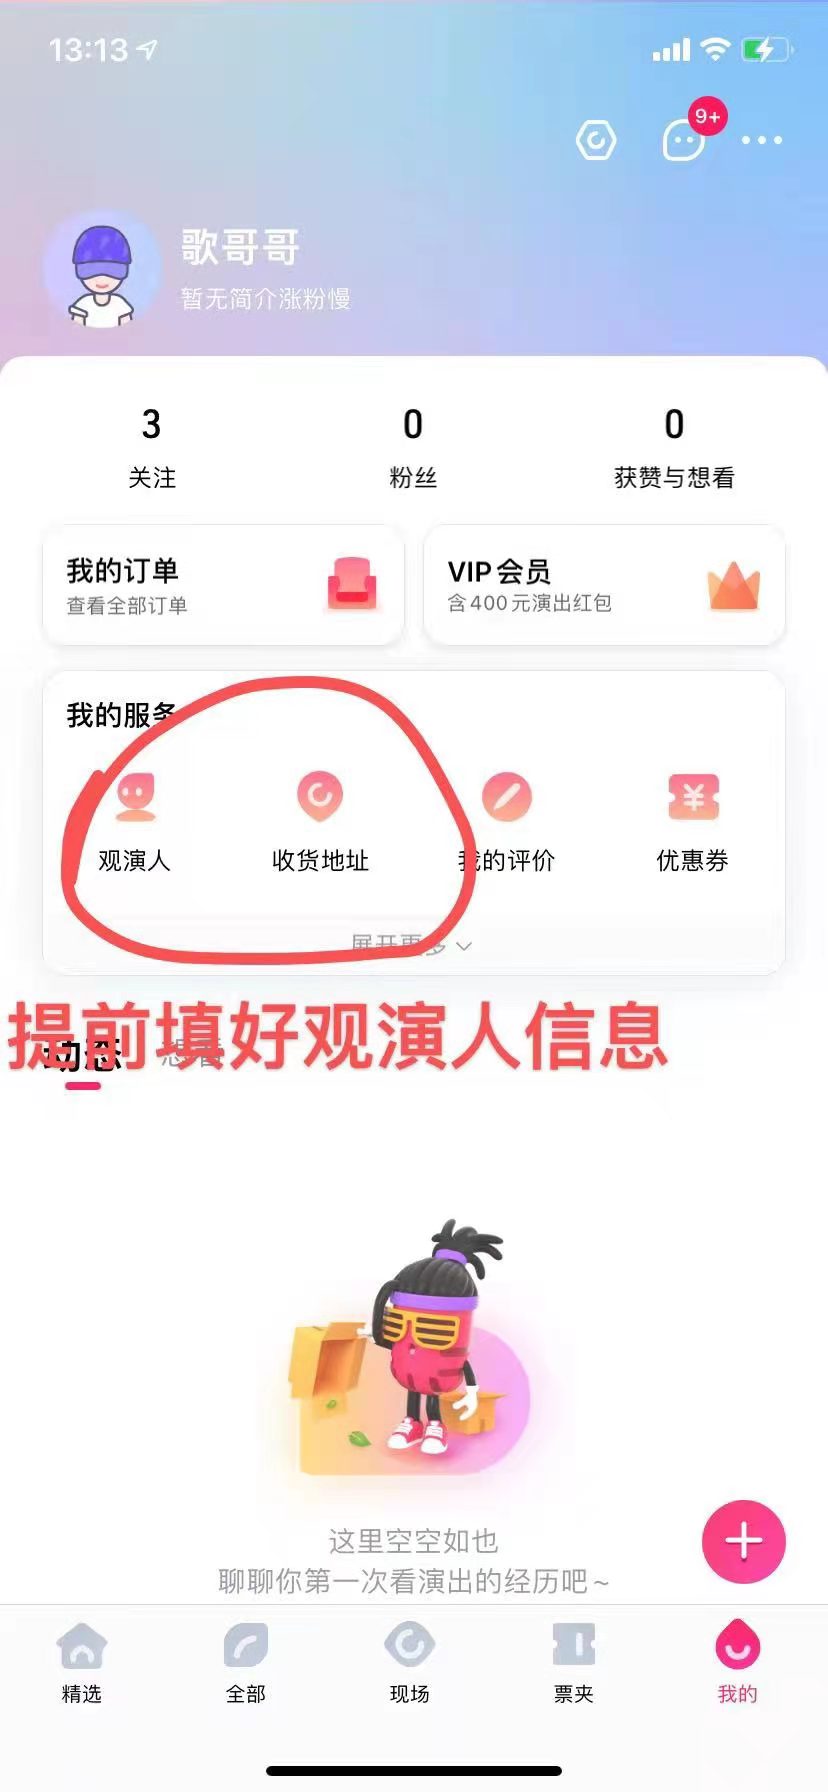 13:13
9+
歌哥哥
暂无简介涨粉慢
3 0 0
关注 粉丝 获赞与想看
我的订单 VIP会员
查看全部订单 含400元演出红包
我的服务
观演人 收货地址 我的评价 优惠券
展开更多
提前填好观演人信息
动态 想看
这里空空如也
聊聊你第一次看演出的经历吧~
精选 全部 现场 票夹 我的